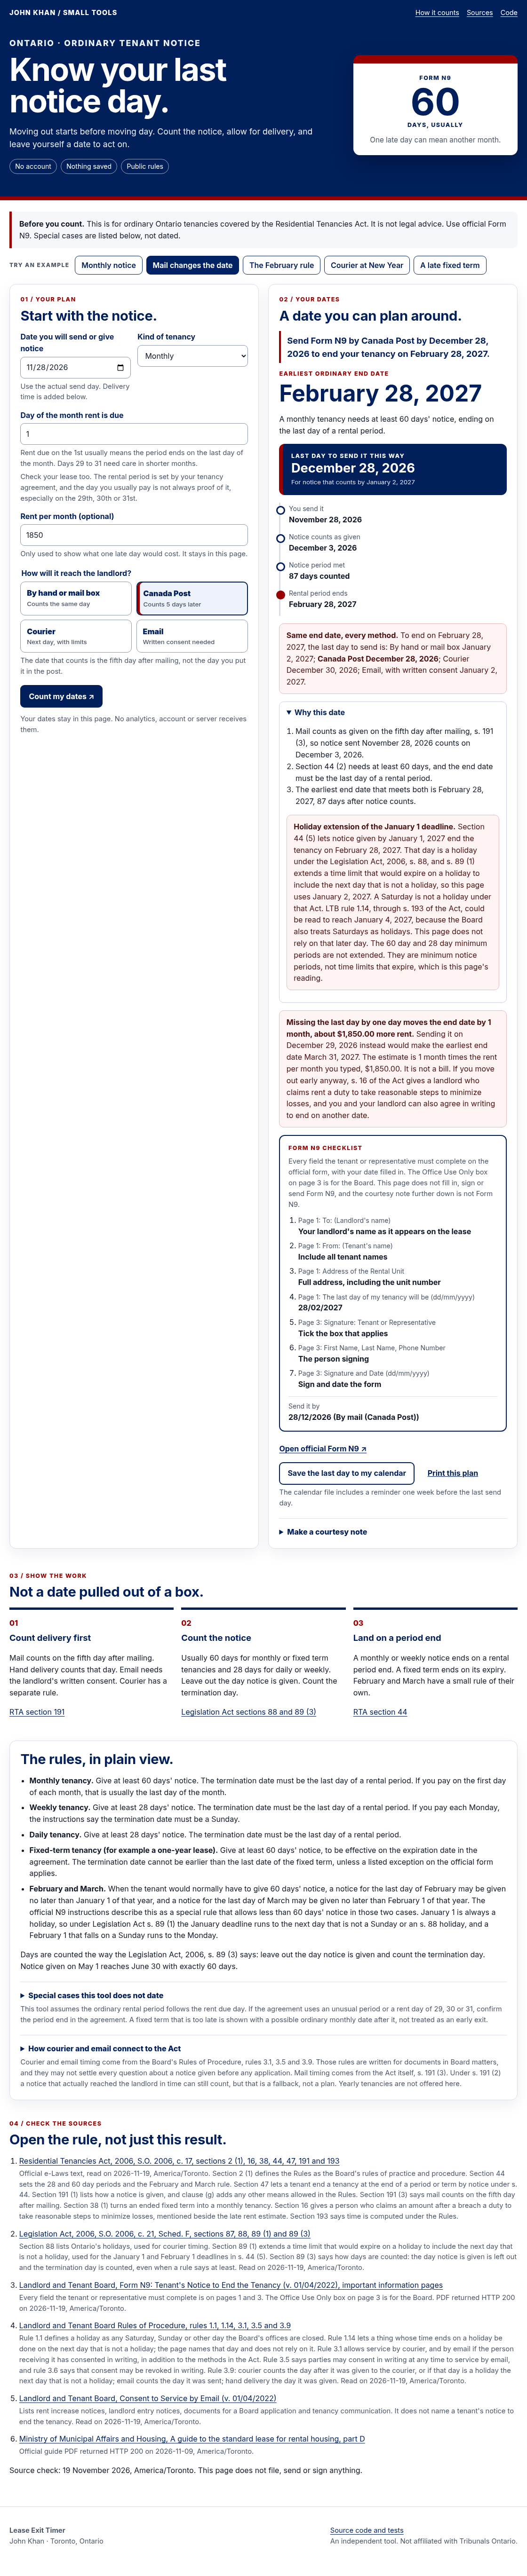 JOHN KHAN / SMALL TOOLS
How it counts
Sources
Code
ONTARIO · ORDINARY TENANT NOTICE
Know your last
notice day.
Moving out starts before moving day. Count the notice, allow for delivery, and
leave yourself a date to act on.
No account
Nothing saved
Public rules
FORM N9
60
DAYS, USUALLY
One late day can mean another month.
Before you count. This is for ordinary Ontario tenancies covered by the Residential Tenancies Act. It is not legal advice. Use official Form
N9. Special cases are listed below, not dated.
TRY AN EXAMPLE
Monthly notice
Mail changes the date
The February rule
Courier at New Year
A late fixed term
01 / YOUR PLAN
Start with the notice.
Date you will send or give
notice
11/28/2026
Use the actual send day. Delivery
time is added below.
Kind of tenancy
Monthly
Day of the month rent is due
1
Rent due on the 1st usually means the period ends on the last day of
the month. Days 29 to 31 need care in shorter months.
Check your lease too. The rental period is set by your tenancy
agreement, and the day you usually pay is not always proof of it,
especially on the 29th, 30th or 31st.
Rent per month (optional)
1850
Only used to show what one late day would cost. It stays in this page.
How will it reach the landlord?
By hand or mail box
Counts the same day
Canada Post
Counts 5 days later
Courier
Next day, with limits
Email
Written consent needed
The date that counts is the fifth day after mailing, not the day you put
it in the post.
Count my dates ↗
Your dates stay in this page. No analytics, account or server receives
them.
02 / YOUR DATES
A date you can plan around.
Send Form N9 by Canada Post by December 28,
2026 to end your tenancy on February 28, 2027.
EARLIEST ORDINARY END DATE
February 28, 2027
A monthly tenancy needs at least 60 days' notice, ending on
the last day of a rental period.
LAST DAY TO SEND IT THIS WAY
December 28, 2026
For notice that counts by January 2, 2027
You send it
November 28, 2026
Notice counts as given
December 3, 2026
Notice period met
87 days counted
Rental period ends
February 28, 2027
Same end date, every method. To end on February 28,
2027, the last day to send is: By hand or mail box January
2, 2027; Canada Post December 28, 2026; Courier
December 30, 2026; Email, with written consent January 2,
2027.
▼ Why this date
1. Mail counts as given on the fifth day after mailing, s. 191
(3), so notice sent November 28, 2026 counts on
December 3, 2026.
2. Section 44 (2) needs at least 60 days, and the end date
must be the last day of a rental period.
3. The earliest end date that meets both is February 28,
2027, 87 days after notice counts.
Holiday extension of the January 1 deadline. Section
44 (5) lets notice given by January 1, 2027 end the
tenancy on February 28, 2027. That day is a holiday
under the Legislation Act, 2006, s. 88, and s. 89 (1)
extends a time limit that would expire on a holiday to
include the next day that is not a holiday, so this page
uses January 2, 2027. A Saturday is not a holiday under
that Act. LTB rule 1.14, through s. 193 of the Act, could
be read to reach January 4, 2027, because the Board
also treats Saturdays as holidays. This page does not
rely on that later day. The 60 day and 28 day minimum
periods are not extended. They are minimum notice
periods, not time limits that expire, which is this page's
reading.
Missing the last day by one day moves the end date by 1
month, about $1,850.00 more rent. Sending it on
December 29, 2026 instead would make the earliest end
date March 31, 2027. The estimate is 1 month times the rent
per month you typed, $1,850.00. It is not a bill. If you move
out early anyway, s. 16 of the Act gives a landlord who
claims rent a duty to take reasonable steps to minimize
losses, and you and your landlord can also agree in writing
to end on another date.
FORM N9 CHECKLIST
Every field the tenant or representative must complete on the
official form, with your date filled in. The Office Use Only box
on page 3 is for the Board. This page does not fill in, sign or
send Form N9, and the courtesy note further down is not Form
N9.
1. Page 1: To: (Landlord's name)
Your landlord's name as it appears on the lease
2. Page 1: From: (Tenant's name)
Include all tenant names
3. Page 1: Address of the Rental Unit
Full address, including the unit number
4. Page 1: The last day of my tenancy will be (dd/mm/yyyy)
28/02/2027
5. Page 3: Signature: Tenant or Representative
Tick the box that applies
6. Page 3: First Name, Last Name, Phone Number
The person signing
7. Page 3: Signature and Date (dd/mm/yyyy)
Sign and date the form
Send it by
28/12/2026 (By mail (Canada Post))
Open official Form N9 ↗
Save the last day to my calendar
Print this plan
The calendar file includes a reminder one week before the last send
day.
▶ Make a courtesy note
03 / SHOW THE WORK
Not a date pulled out of a box.
01
Count delivery first
Mail counts on the fifth day after mailing.
Hand delivery counts that day. Email needs
the landlord's written consent. Courier has a
separate rule.
RTA section 191
02
Count the notice
Usually 60 days for monthly or fixed term
tenancies and 28 days for daily or weekly.
Leave out the day notice is given. Count the
termination day.
Legislation Act sections 88 and 89 (3)
03
Land on a period end
A monthly or weekly notice ends on a rental
period end. A fixed term ends on its expiry.
February and March have a small rule of their
own.
RTA section 44
The rules, in plain view.
• Monthly tenancy. Give at least 60 days' notice. The termination date must be the last day of a rental period. If you pay on the first day
of each month, that is usually the last day of the month.
• Weekly tenancy. Give at least 28 days' notice. The termination date must be the last day of a rental period. If you pay each Monday,
the instructions say the termination date must be a Sunday.
• Daily tenancy. Give at least 28 days' notice. The termination date must be the last day of a rental period.
• Fixed-term tenancy (for example a one-year lease). Give at least 60 days' notice, to be effective on the expiration date in the
agreement. The termination date cannot be earlier than the last date of the fixed term, unless a listed exception on the official form
applies.
• February and March. When the tenant would normally have to give 60 days' notice, a notice for the last day of February may be given
no later than January 1 of that year, and a notice for the last day of March may be given no later than February 1 of that year. The
official N9 instructions describe this as a special rule that allows less than 60 days' notice in those two cases. January 1 is always a
holiday, so under Legislation Act s. 89 (1) the January deadline runs to the next day that is not a Sunday or an s. 88 holiday, and a
February 1 that falls on a Sunday runs to the Monday.
Days are counted the way the Legislation Act, 2006, s. 89 (3) says: leave out the day notice is given and count the termination day.
Notice given on May 1 reaches June 30 with exactly 60 days.
▶ Special cases this tool does not date
This tool assumes the ordinary rental period follows the rent due day. If the agreement uses an unusual period or a rent day of 29, 30 or 31, confirm
the period end in the lease. A fixed term that is too late is shown with a possible ordinary monthly date after it, not treated as an early exit.
▶ How courier and email connect to the Act
Courier and email timing come from the Board's Rules of Procedure, rules 3.1, 3.5 and 3.9. Those rules are written for documents in Board matters,
and they may not settle every question about a notice given before any application. Mail timing comes from the Act itself, s. 191 (3). Under s. 191 (2)
a notice that actually reached the landlord in time can still count, but that is a fallback, not a plan. Yearly tenancies are not offered here.
04 / CHECK THE SOURCES
Open the rule, not just this result.
1. Residential Tenancies Act, 2006, S.O. 2006, c. 17, sections 2 (1), 16, 38, 44, 47, 191 and 193
Official e-Laws text, read on 2026-11-19, America/Toronto. Section 2 (1) defines the Rules as the Board's rules of practice and procedure. Section 44
sets the 28 and 60 day periods and the February and March rule. Section 47 lets a tenant end a tenancy at the end of a period or term by notice under s.
44. Section 191 (1) lists how a notice is given, and clause (g) adds any other means allowed in the Rules. Section 191 (3) says mail counts on the fifth day
after mailing. Section 38 (1) turns an ended fixed term into a monthly tenancy. Section 16 gives a person who claims an amount after a breach a duty to
take reasonable steps to minimize losses, mentioned beside the late rent estimate. Section 193 says time is computed under the Rules.
2. Legislation Act, 2006, S.O. 2006, c. 21, Sched. F, sections 87, 88, 89 (1) and 89 (3)
Section 88 lists Ontario's holidays, used for courier timing. Section 89 (1) extends a time limit that would expire on a holiday to include the next day that
is not a holiday, used for the January 1 and February 1 deadlines in s. 44 (5). Section 89 (3) says how days are counted: the day notice is given is left out
and the termination day is counted, even when a rule says at least. Read on 2026-11-19, America/Toronto.
3. Landlord and Tenant Board, Form N9: Tenant's Notice to End the Tenancy (v. 01/04/2022), important information pages
Every field the tenant or representative must complete is on pages 1 and 3. The Office Use Only box on page 3 is for the Board. PDF returned HTTP 200
on 2026-11-19, America/Toronto.
4. Landlord and Tenant Board Rules of Procedure, rules 1.1, 1.14, 3.1, 3.5 and 3.9
Rule 1.1 defines a holiday as any Saturday, Sunday or other day the Board's offices are closed. Rule 1.14 lets a thing whose time ends on a holiday be
done on the next day that is not a holiday; the page names that day and does not rely on it. Rule 3.1 allows service by courier, and by email if the person
receiving it has consented in writing, in addition to the methods in the Act. Rule 3.5 says parties may consent in writing at any time to service by email,
and rule 3.6 says that consent may be revoked in writing. Rule 3.9: courier counts the day after it was given to the courier, or if that day is a holiday the
next day that is not a holiday; email counts the day it was sent; hand delivery the day it was given. Read on 2026-11-19, America/Toronto.
5. Landlord and Tenant Board, Consent to Service by Email (v. 01/04/2022)
Lists rent increase notices, landlord entry notices, documents for a Board application and tenancy communication. It does not name a tenant's notice to
end the tenancy. Read on 2026-11-19, America/Toronto.
6. Ministry of Municipal Affairs and Housing, A guide to the standard lease for rental housing, part D
Official guide PDF returned HTTP 200 on 2026-11-09, America/Toronto.
Source check: 19 November 2026, America/Toronto. This page does not file, send or sign anything.
Lease Exit Timer
John Khan · Toronto, Ontario
Source code and tests
An independent tool. Not affiliated with Tribunals Ontario.